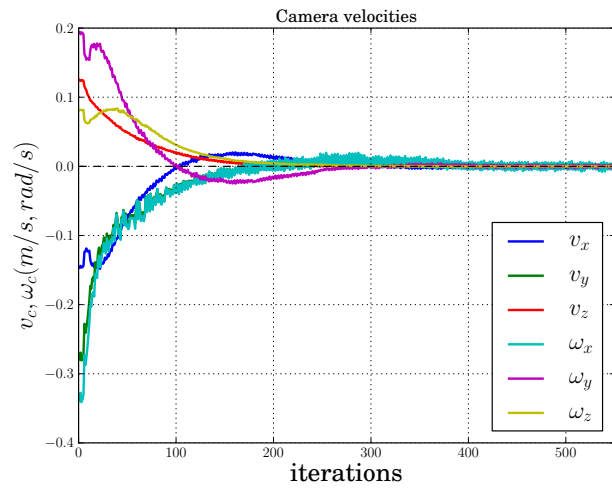 Camera velocities
0.2
0.1
0.0
−0.1
−0.2
−0.3
−0.4
v_c, ω_c(m/s, rad/s)
0
100
200
300
400
500
iterations
v_x
v_y
v_z
ω_x
ω_y
ω_z